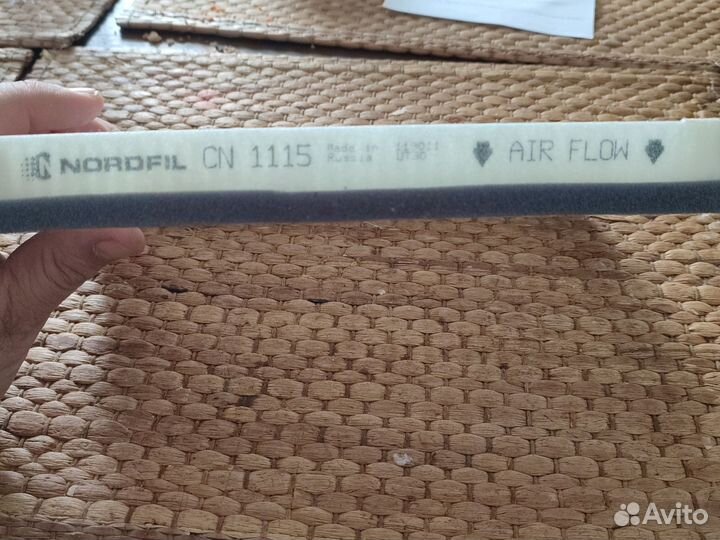 NORDFIL CN 1115 Made in AIR FLOW
Russia
Avito